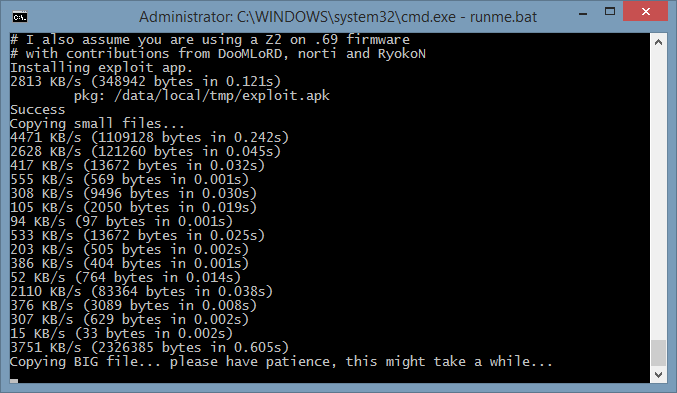 Administrator: C:\WINDOWS\system32\cmd.exe - runme.bat
# I also assume you are using a Z2 on .69 firmware
# with contributions from DooMLoRD, norti and RyokoN
Installing exploit app.
2813 KB/s (348942 bytes in 0.121s)
        pkg: /data/local/tmp/exploit.apk
Success
Copying small files...
4471 KB/s (1109128 bytes in 0.242s)
2628 KB/s (121260 bytes in 0.045s)
417 KB/s (13672 bytes in 0.032s)
555 KB/s (569 bytes in 0.001s)
308 KB/s (9496 bytes in 0.030s)
105 KB/s (2050 bytes in 0.019s)
94 KB/s (97 bytes in 0.001s)
533 KB/s (13672 bytes in 0.025s)
203 KB/s (505 bytes in 0.002s)
386 KB/s (404 bytes in 0.001s)
52 KB/s (764 bytes in 0.014s)
2110 KB/s (83364 bytes in 0.038s)
376 KB/s (3089 bytes in 0.008s)
307 KB/s (629 bytes in 0.002s)
15 KB/s (33 bytes in 0.002s)
3751 KB/s (2326385 bytes in 0.605s)
Copying BIG file... please have patience, this might take a while...